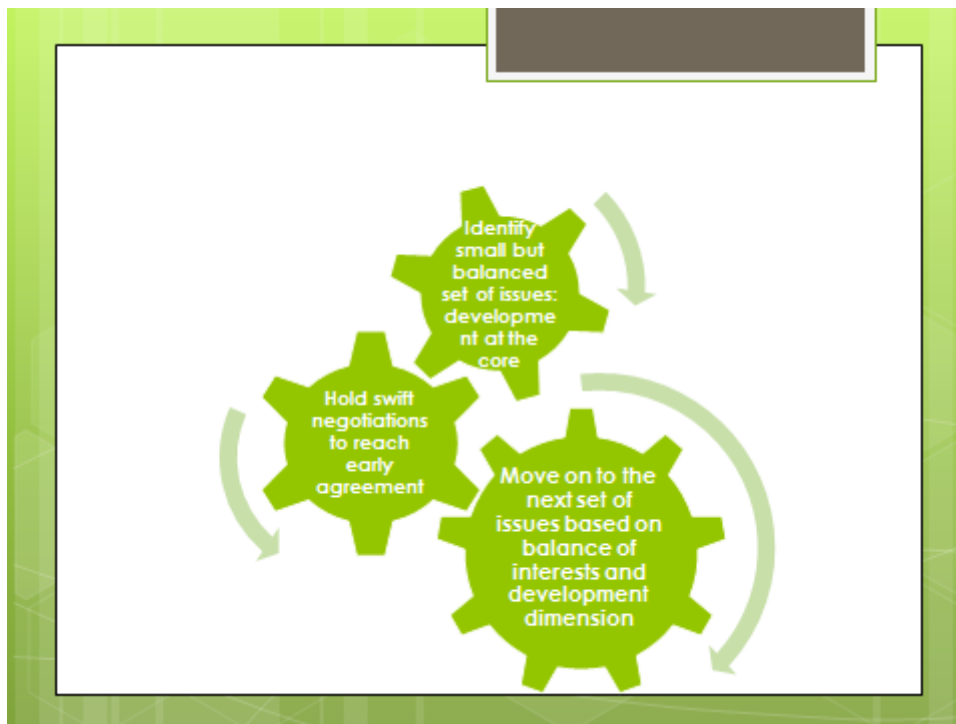 Identify
small but
balanced
set of issues:
developme
nt at the
core
Hold swift
negotiations
to reach
early
agreement
Move on to the
next set of
issues based on
balance of
interests and
development
dimension